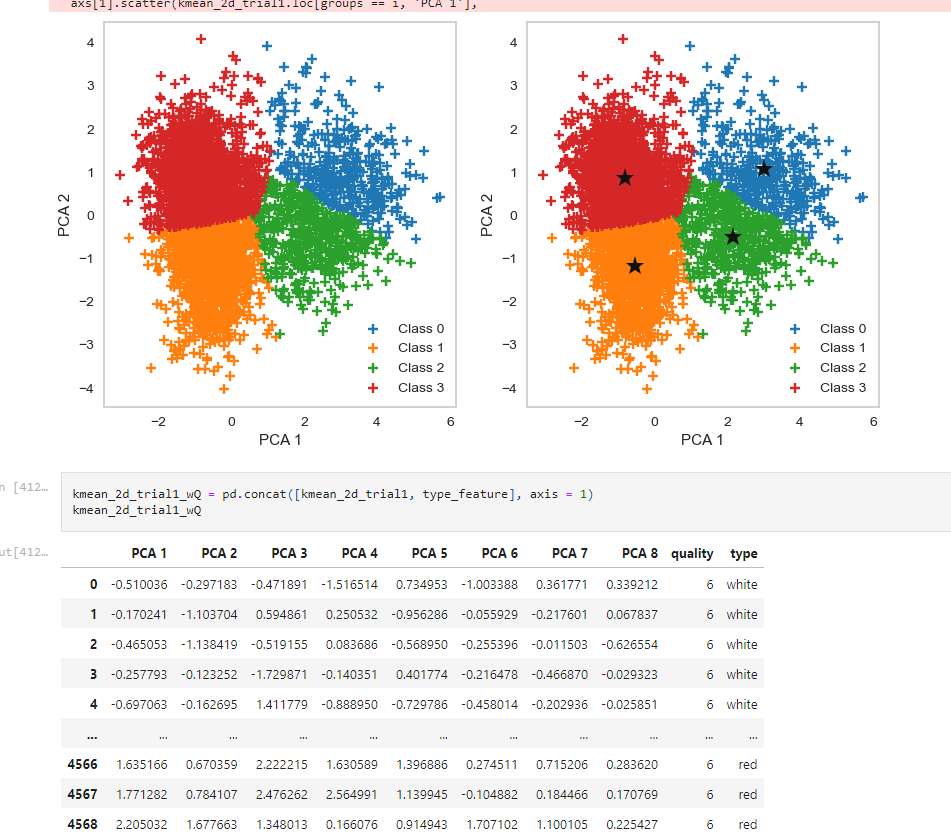 axs[1].scatter(kmean_2d_trial1.loc[groups == i, 'PCA 1'],
4
3
2
1
0
−1
−2
−3
−4
PCA 2
−2 0 2 4 6
PCA 1
Class 0
Class 1
Class 2
Class 3
4
3
2
1
0
−1
−2
−3
−4
PCA 2
−2 0 2 4 6
PCA 1
Class 0
Class 1
Class 2
Class 3
n [412…
kmean_2d_trial1_wQ = pd.concat([kmean_2d_trial1, type_feature], axis = 1)
kmean_2d_trial1_wQ
ut[412…
PCA 1 PCA 2 PCA 3 PCA 4 PCA 5 PCA 6 PCA 7 PCA 8 quality type
0 -0.510036 -0.297183 -0.471891 -1.516514 0.734953 -1.003388 0.361771 0.339212 6 white
1 -0.170241 -1.103704 0.594861 0.250532 -0.956286 -0.055929 -0.217601 0.067837 6 white
2 -0.465053 -1.138419 -0.519155 0.083686 -0.568950 -0.255396 -0.011503 -0.626554 6 white
3 -0.257793 -0.123252 -1.729871 -0.140351 0.401774 -0.216478 -0.466870 -0.029323 6 white
4 -0.697063 -0.162695 1.411779 -0.888950 -0.729786 -0.458014 -0.202936 -0.025851 6 white
... ... ... ... ... ... ... ... ... ... ...
4566 1.635166 0.670359 2.222215 1.630589 1.396886 0.274511 0.715206 0.283620 6 red
4567 1.771282 0.784107 2.476262 2.564991 1.139945 -0.104882 0.184466 0.170769 6 red
4568 2.205032 1.677663 1.348013 0.166076 0.914943 1.707102 1.100105 0.225427 6 red